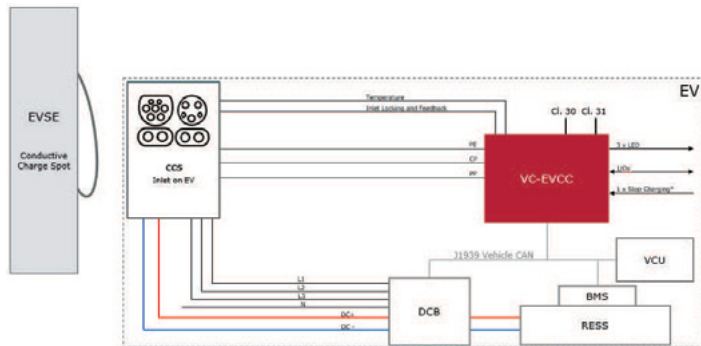 EV
EVSE
Conductive
Charge Spot
CCS
Inlet on EV
Temperature
Inlet Locking and Feedback
Cl. 30
Cl. 31
PE
CP
PP
VC-EVCC
3 x LED
I/Os
1 x Stop Charging*
J1939 Vehicle CAN
VCU
BMS
RESS
DCB
L1
L2
L3
N
DC+
DC -